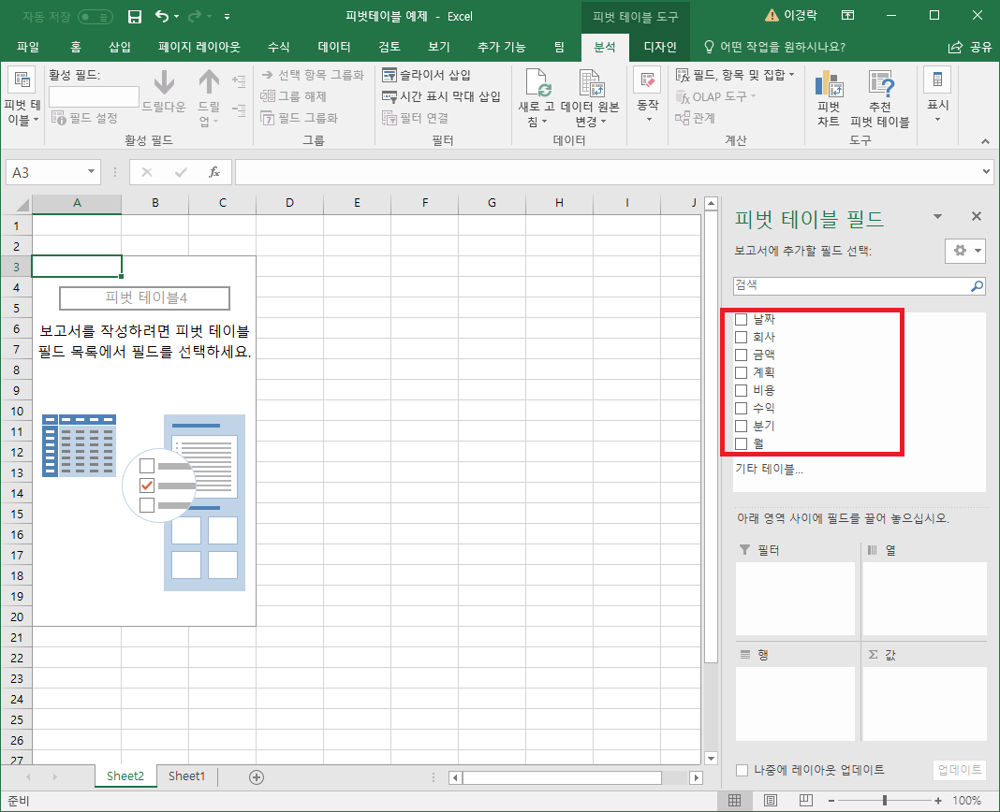 자동 저장 끔
피벗테이블 예제 - Excel
피벗 테이블 도구
이경락
파일 홈 삽입 페이지 레이아웃 수식 데이터 검토 보기 추가 기능 팀 분석 디자인 어떤 작업을 원하시나요? 공유
피벗 테이블
활성 필드:
필드 설정
드릴다운
드릴업
활성 필드
선택 항목 그룹화
그룹 해제
필드 그룹화
그룹
슬라이서 삽입
시간 표시 막대 삽입
필터 연결
필터
새로 고침
데이터 원본 변경
데이터
동작
필드, 항목 및 집합
OLAP 도구
관계
계산
피벗 차트
추천 피벗 테이블
도구
표시
A3
fx
A B C D E F G H I J
1
2
3
4
5
6
7
8
9
10
11
12
13
14
15
16
17
18
19
20
21
22
23
24
25
26
27
피벗 테이블4
보고서를 작성하려면 피벗 테이블
필드 목록에서 필드를 선택하세요.
피벗 테이블 필드
보고서에 추가할 필드 선택:
검색
날짜
회사
금액
계획
비용
수익
분기
월
기타 테이블...
아래 영역 사이에 필드를 끌어 놓으십시오.
필터
열
행
Σ 값
나중에 레이아웃 업데이트
업데이트
Sheet2 Sheet1
준비
100%